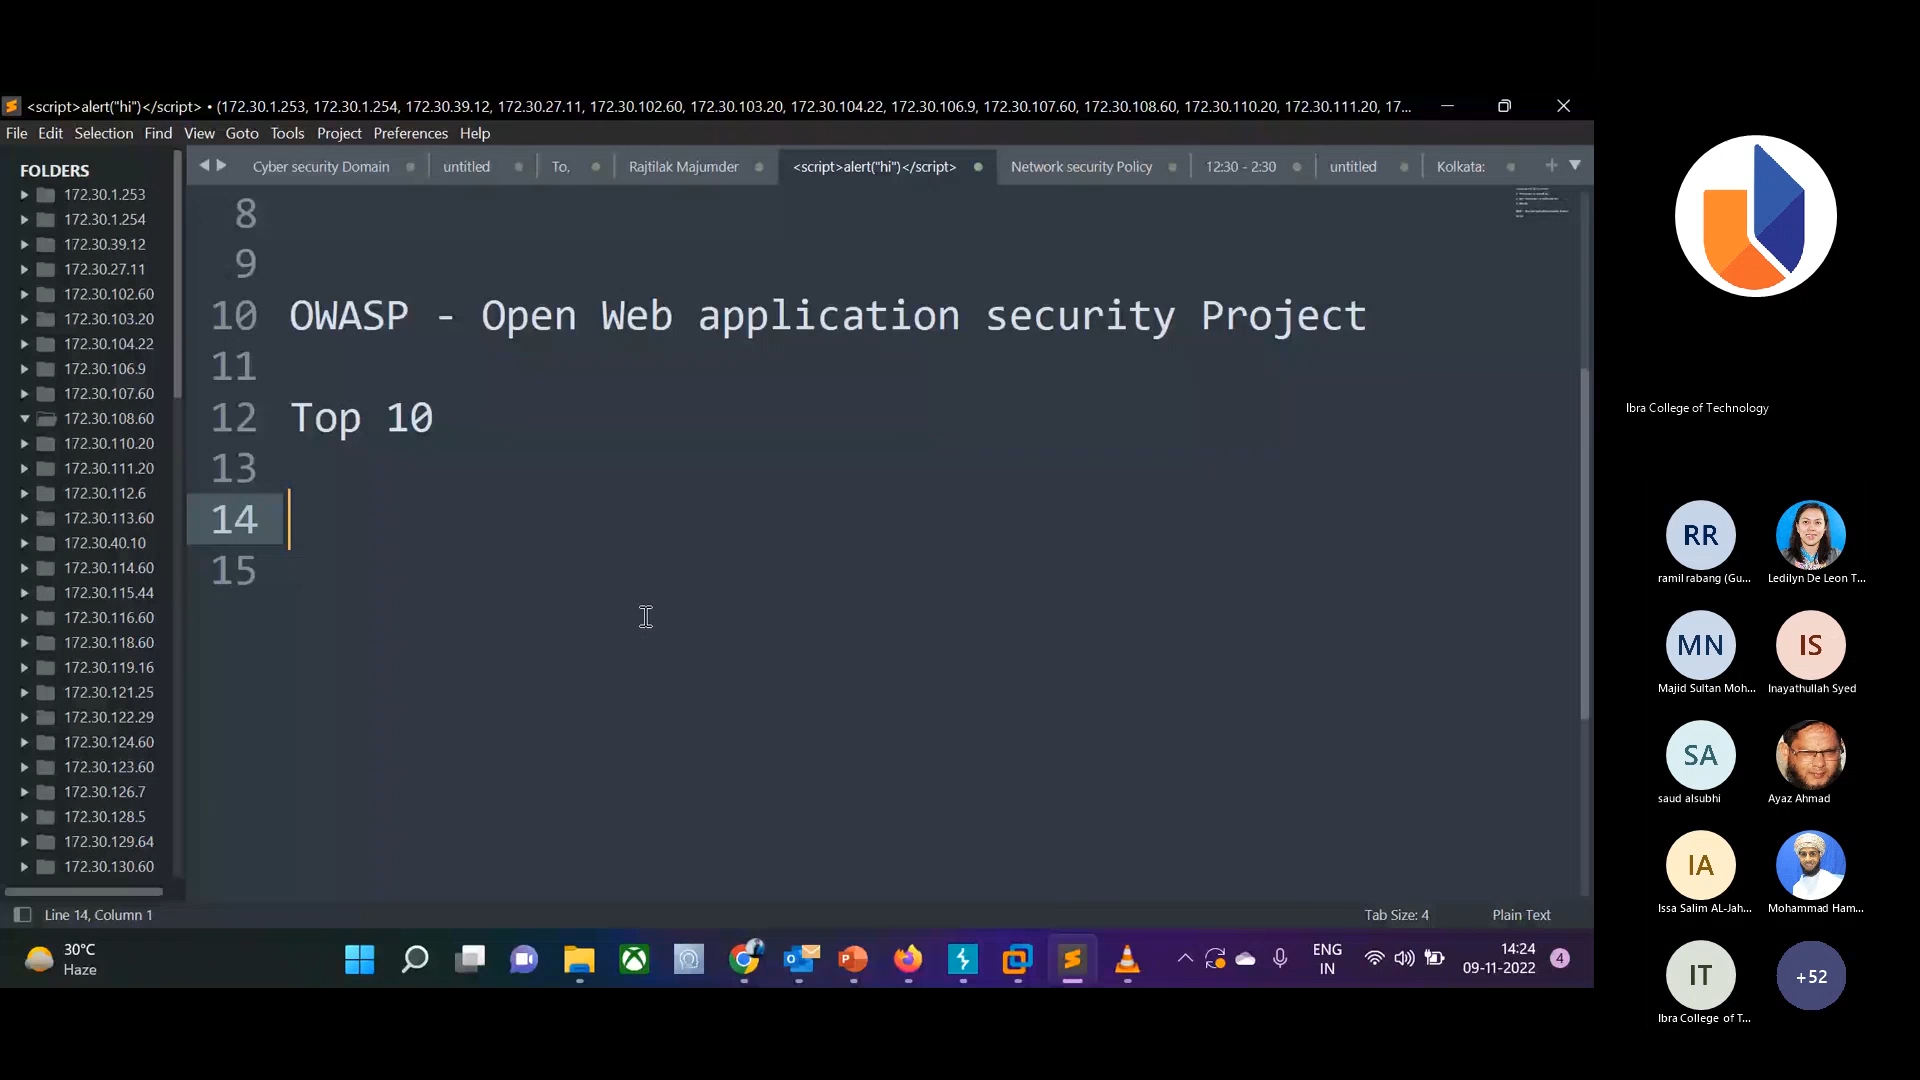 <script>alert("hi")</script> • (172.30.1.253, 172.30.1.254, 172.30.39.12, 172.30.27.11, 172.30.102.60, 172.30.103.20, 172.30.104.22, 172.30.106.9, 172.30.107.60, 172.30.108.60, 172.30.110.20, 172.30.111.20, 17...
File Edit Selection Find View Goto Tools Project Preferences Help
FOLDERS
172.30.1.253
172.30.1.254
172.30.39.12
172.30.27.11
172.30.102.60
172.30.103.20
172.30.104.22
172.30.106.9
172.30.107.60
172.30.108.60
172.30.110.20
172.30.111.20
172.30.112.6
172.30.113.60
172.30.40.10
172.30.114.60
172.30.115.44
172.30.116.60
172.30.118.60
172.30.119.16
172.30.121.25
172.30.122.29
172.30.124.60
172.30.123.60
172.30.126.7
172.30.128.5
172.30.129.64
172.30.130.60
Cyber security Domain untitled To, Rajtilak Majumder <script>alert("hi")</script> Network security Policy 12:30 - 2:30 untitled Kolkata:
8
9
10 OWASP - Open Web application security Project
11
12 Top 10
13
14
15
Line 14, Column 1 Tab Size: 4 Plain Text
30°C
Haze
ENG
IN
14:24
09-11-2022
4
Ibra College of Technology
RR
ramil rabang (Gu... Ledilyn De Leon T...
MN IS
Majid Sultan Moh... Inayathullah Syed
SA
saud alsubhi Ayaz Ahmad
IA
Issa Salim AL-Jah... Mohammad Ham...
IT +52
Ibra College of T...